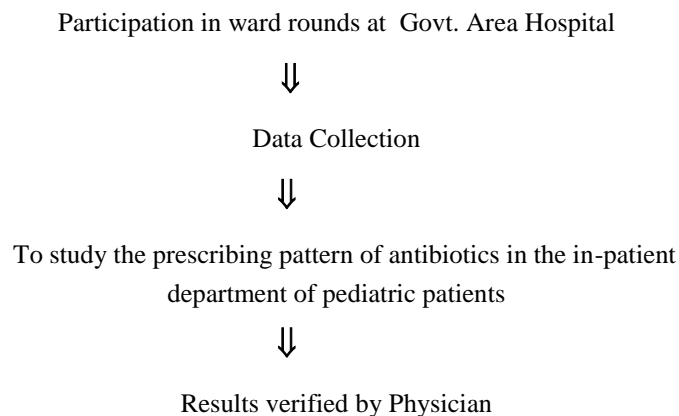 Participation in ward rounds at Govt. Area Hospital
⇓
Data Collection
⇓
To study the prescribing pattern of antibiotics in the in-patient
department of pediatric patients
⇓
Results verified by Physician